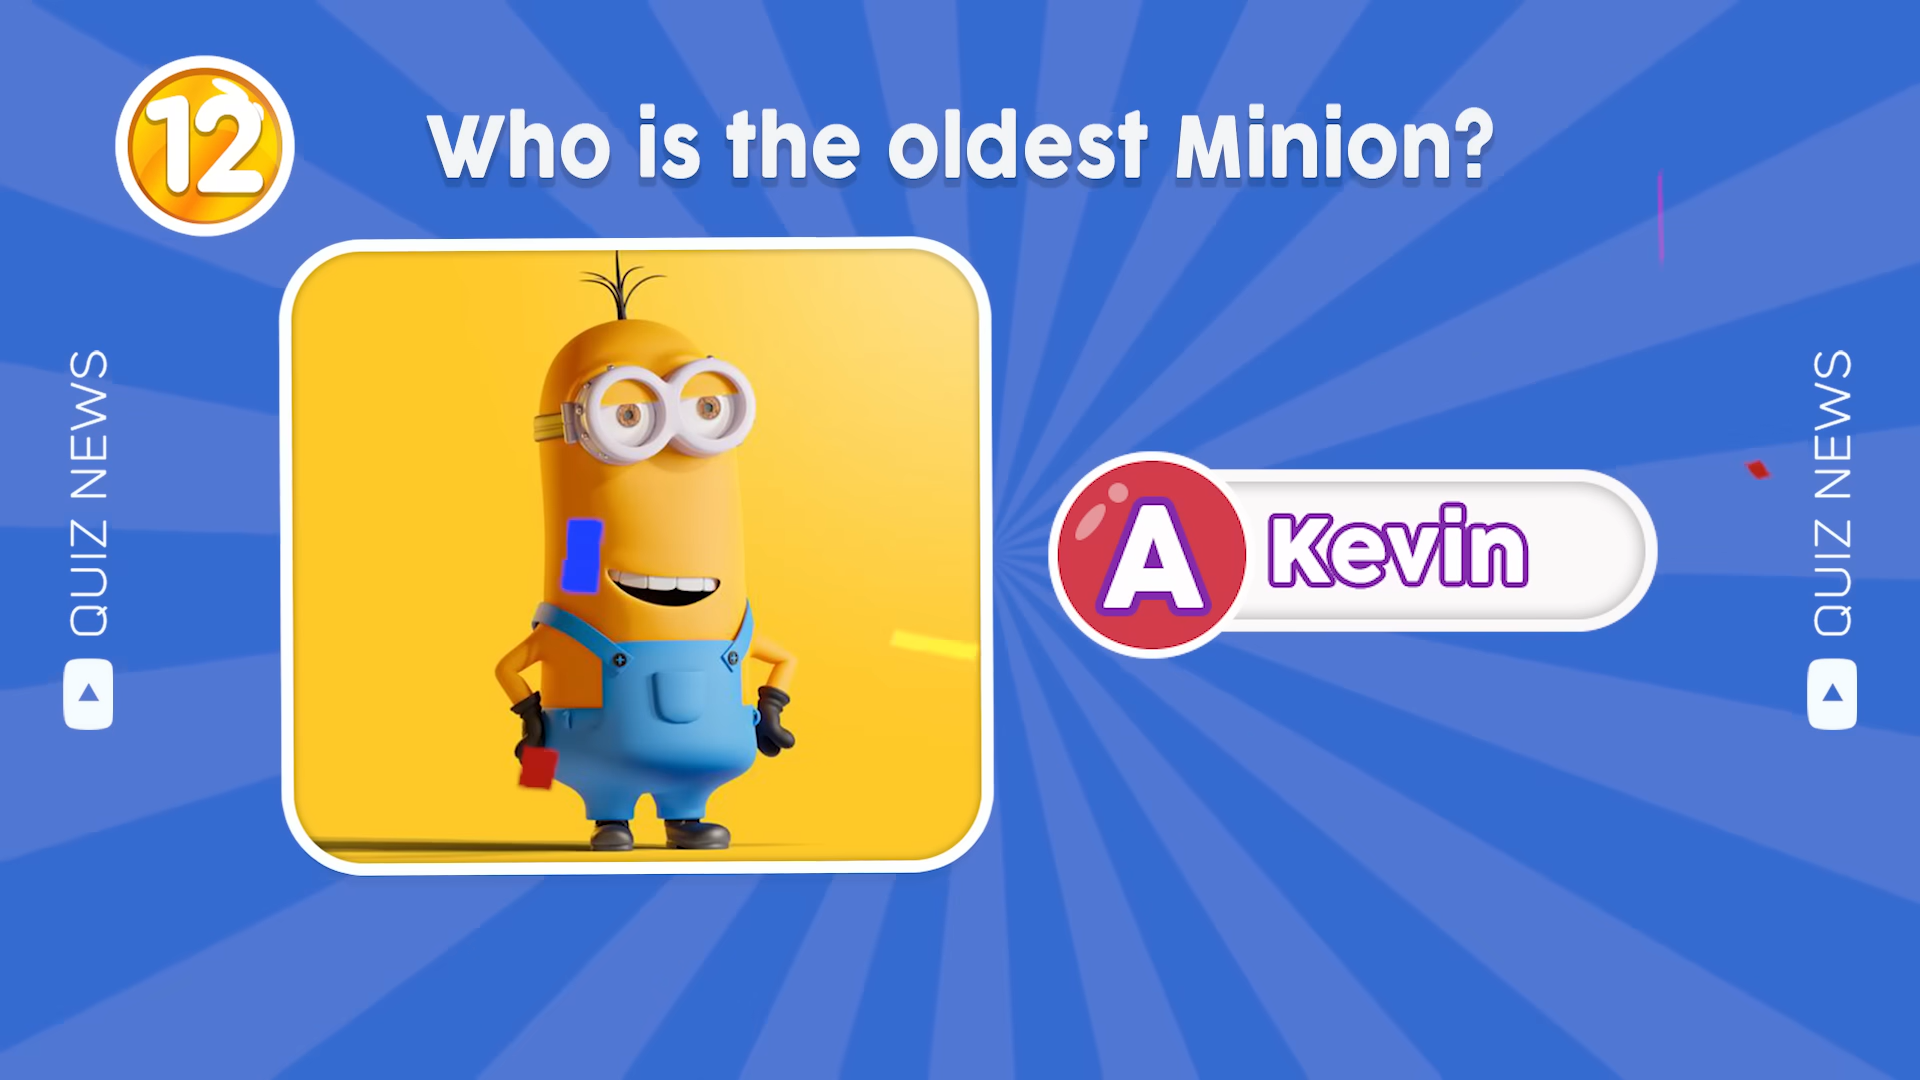 12
Who is the oldest Minion?
QUIZ NEWS
A Kevin
QUIZ NEWS